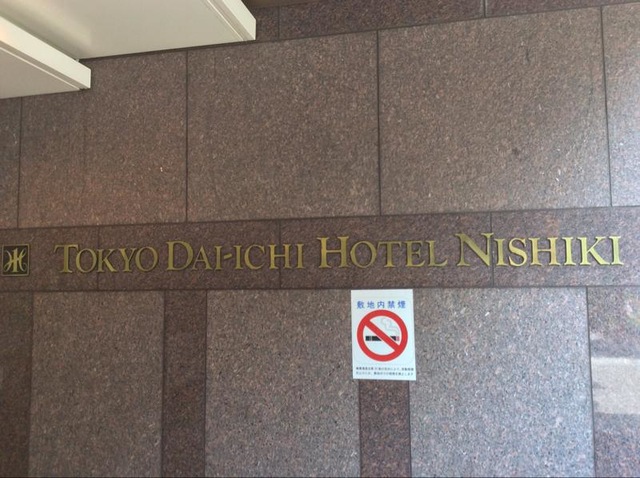 TOKYO DAI-ICHI HOTEL NISHIKI
敷地内禁煙